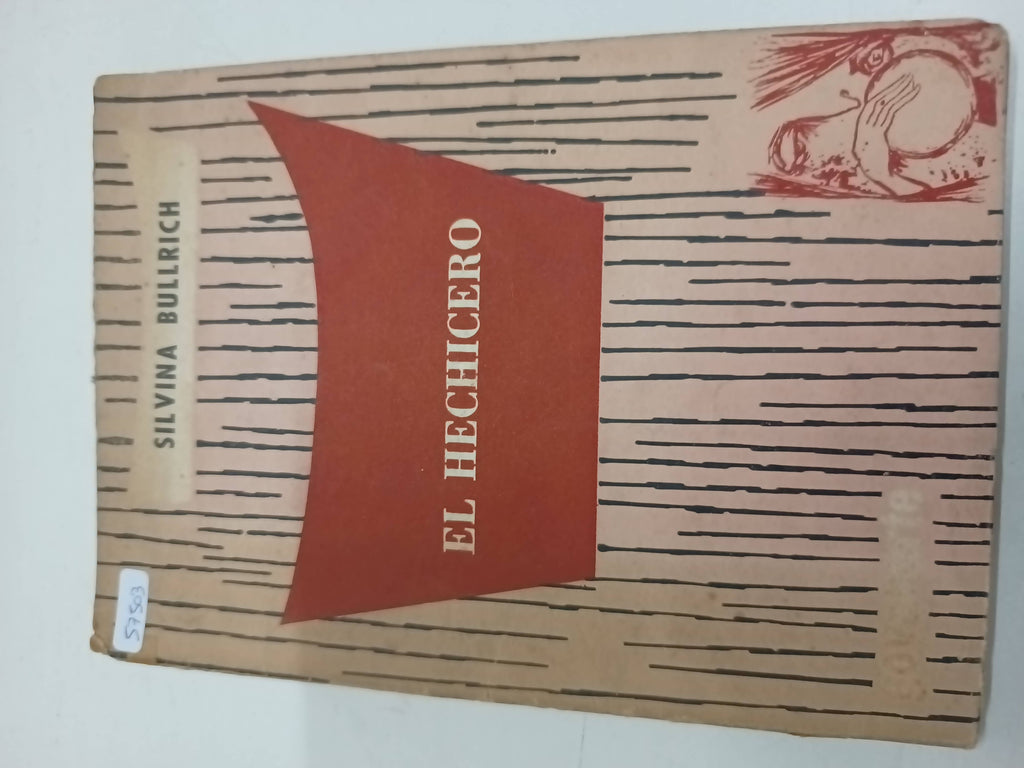 SILVINA BULLRICH
EL HECHICERO
57503